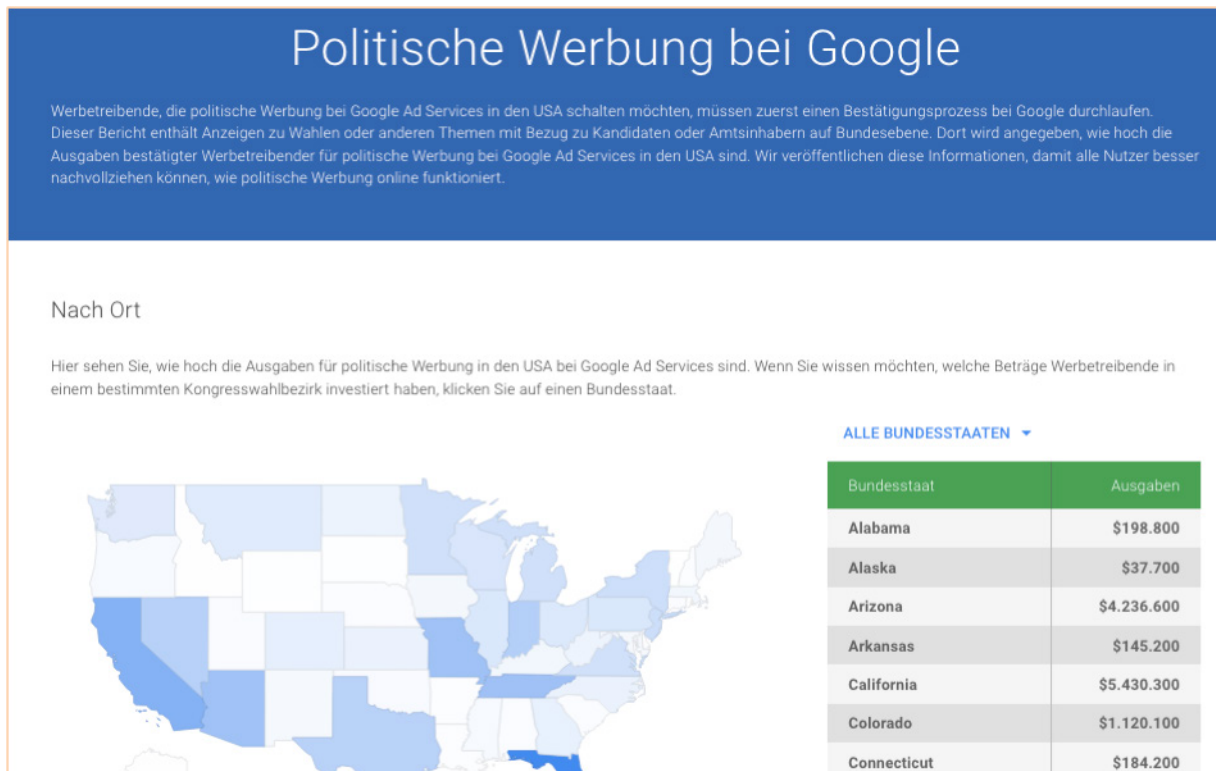 Politische Werbung bei Google
Werbetreibende, die politische Werbung bei Google Ad Services in den USA schalten möchten, müssen zuerst einen Bestätigungsprozess bei Google durchlaufen.
Dieser Bericht enthält Anzeigen zu Wahlen oder anderen Themen mit Bezug zu Kandidaten oder Amtsinhabern auf Bundesebene. Dort wird angegeben, wie hoch die
Ausgaben bestätigter Werbetreibender für politische Werbung bei Google Ad Services in den USA sind. Wir veröffentlichen diese Informationen, damit alle Nutzer besser
nachvollziehen können, wie politische Werbung online funktioniert.
Nach Ort
Hier sehen Sie, wie hoch die Ausgaben für politische Werbung in den USA bei Google Ad Services sind. Wenn Sie wissen möchten, welche Beträge Werbetreibende in
einem bestimmten Kongresswahlbezirk investiert haben, klicken Sie auf einen Bundesstaat.
ALLE BUNDESSTAATEN
Bundesstaat Ausgaben
Alabama $198.800
Alaska $37.700
Arizona $4.236.600
Arkansas $145.200
California $5.430.300
Colorado $1.120.100
Connecticut $184.200